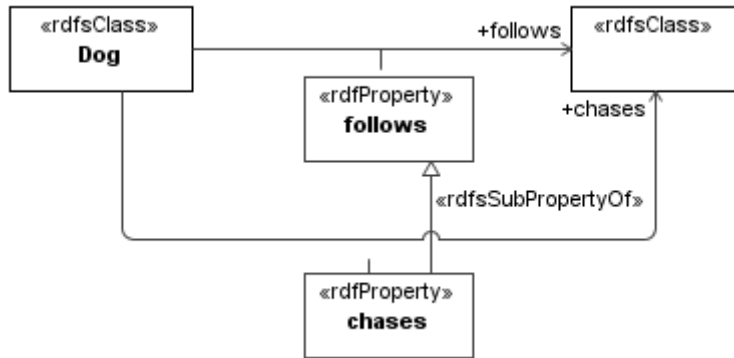 «rdfsClass»
Dog
+follows
«rdfsClass»
«rdfProperty»
follows
+chases
«rdfsSubPropertyOf»
«rdfProperty»
chases